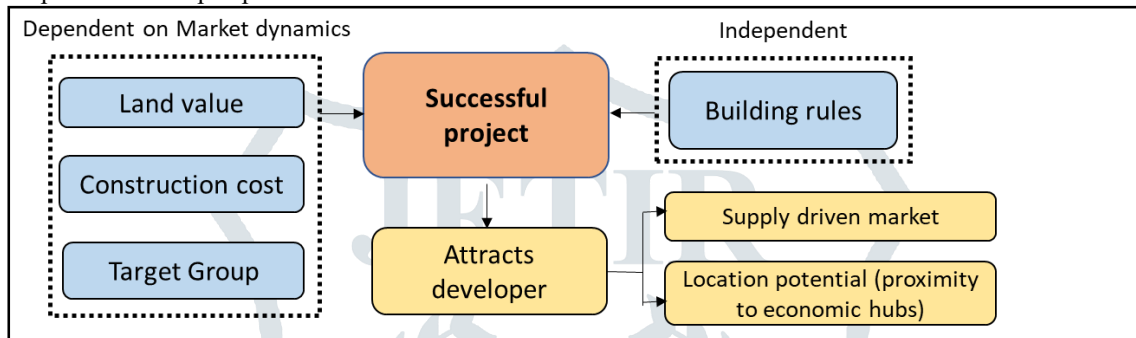 Dependent on Market dynamics
Independent
Land value
Construction cost
Target Group
Successful
project
Building rules
Attracts
developer
Supply driven market
Location potential (proximity
to economic hubs)
JETIR